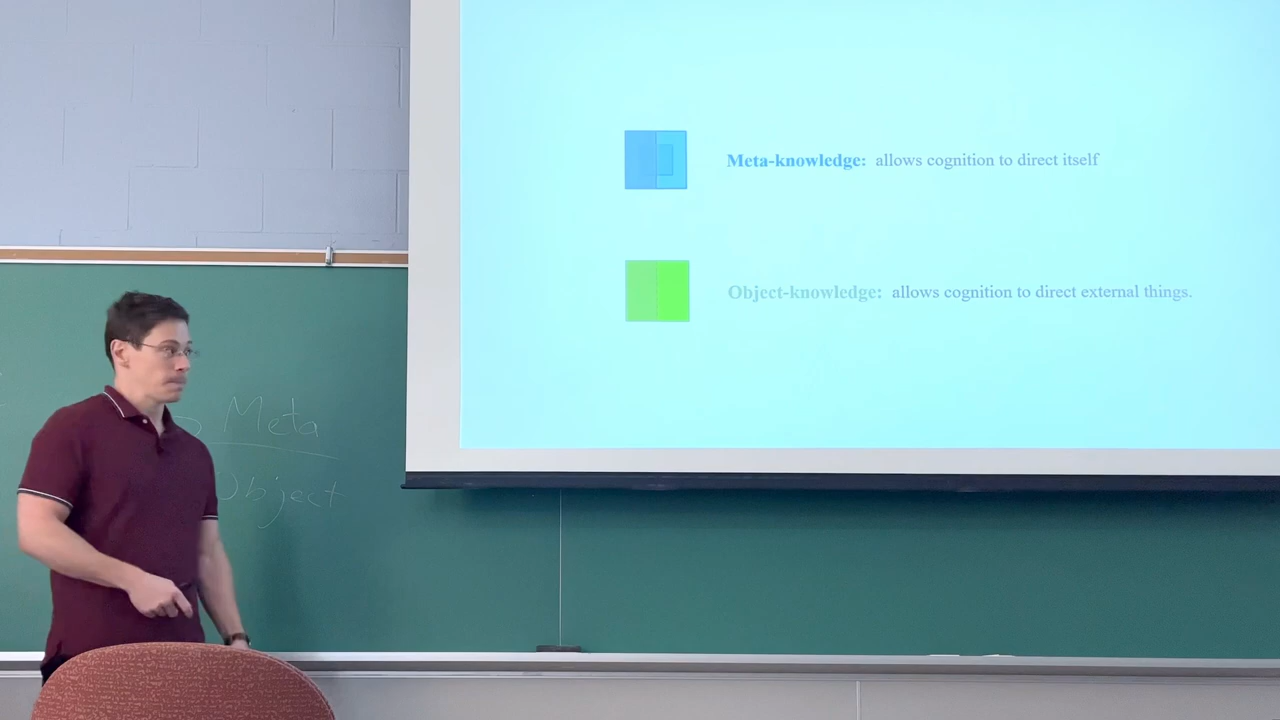 Meta-knowledge: allows cognition to direct itself
Object-knowledge: allows cognition to direct external things.
Meta
Object